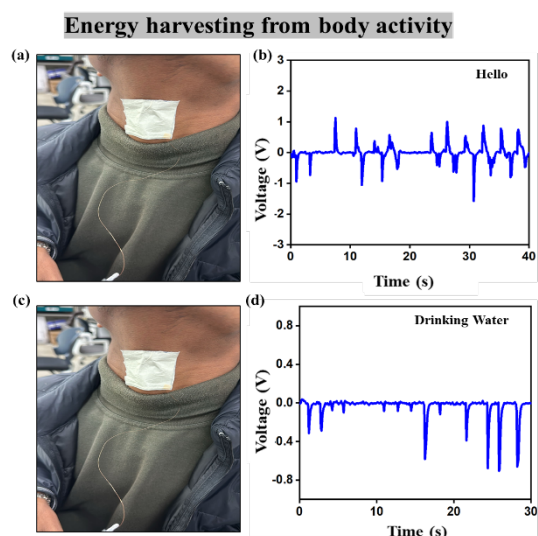 Energy harvesting from body activity
(a)
(b)
Hello
Voltage (V)
3
2
1
0
-1
-2
-3
0 10 20 30 40
Time (s)
(c)
(d)
Drinking Water
Voltage (V)
0.8
0.4
0.0
-0.4
-0.8
0 10 20 30
Time (s)